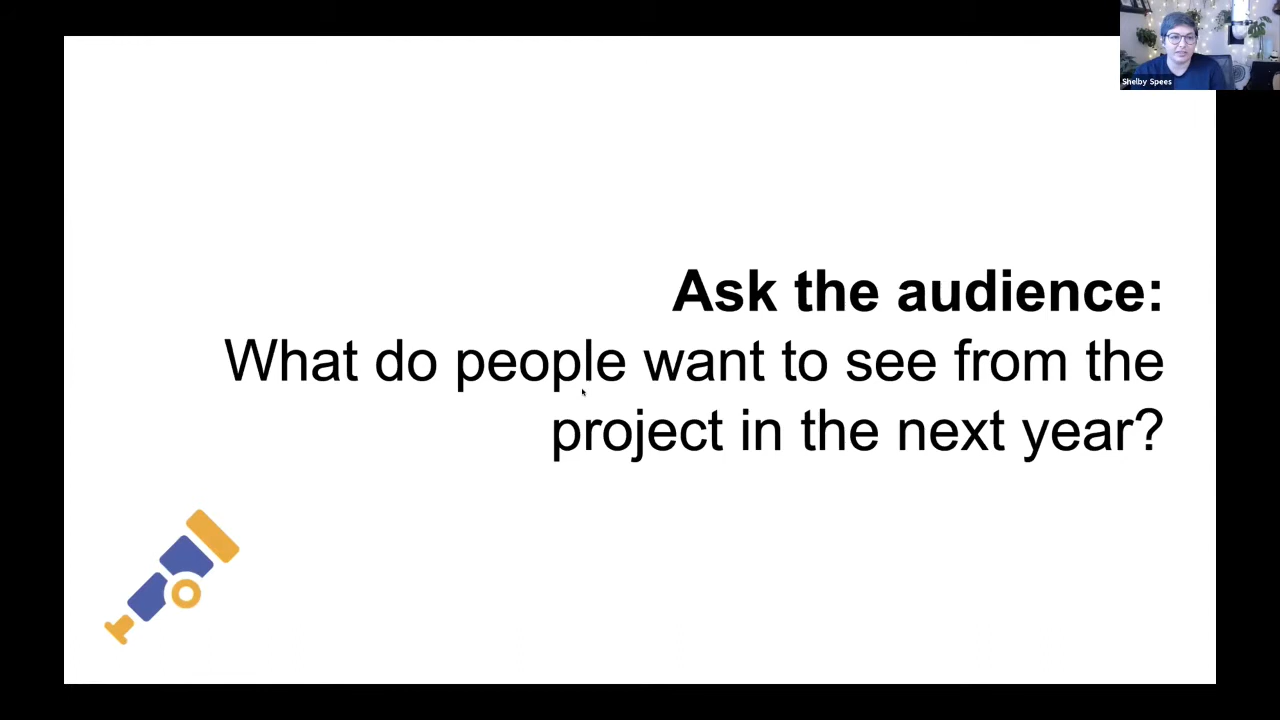 Shelby Spees
Ask the audience:
What do people want to see from the
project in the next year?